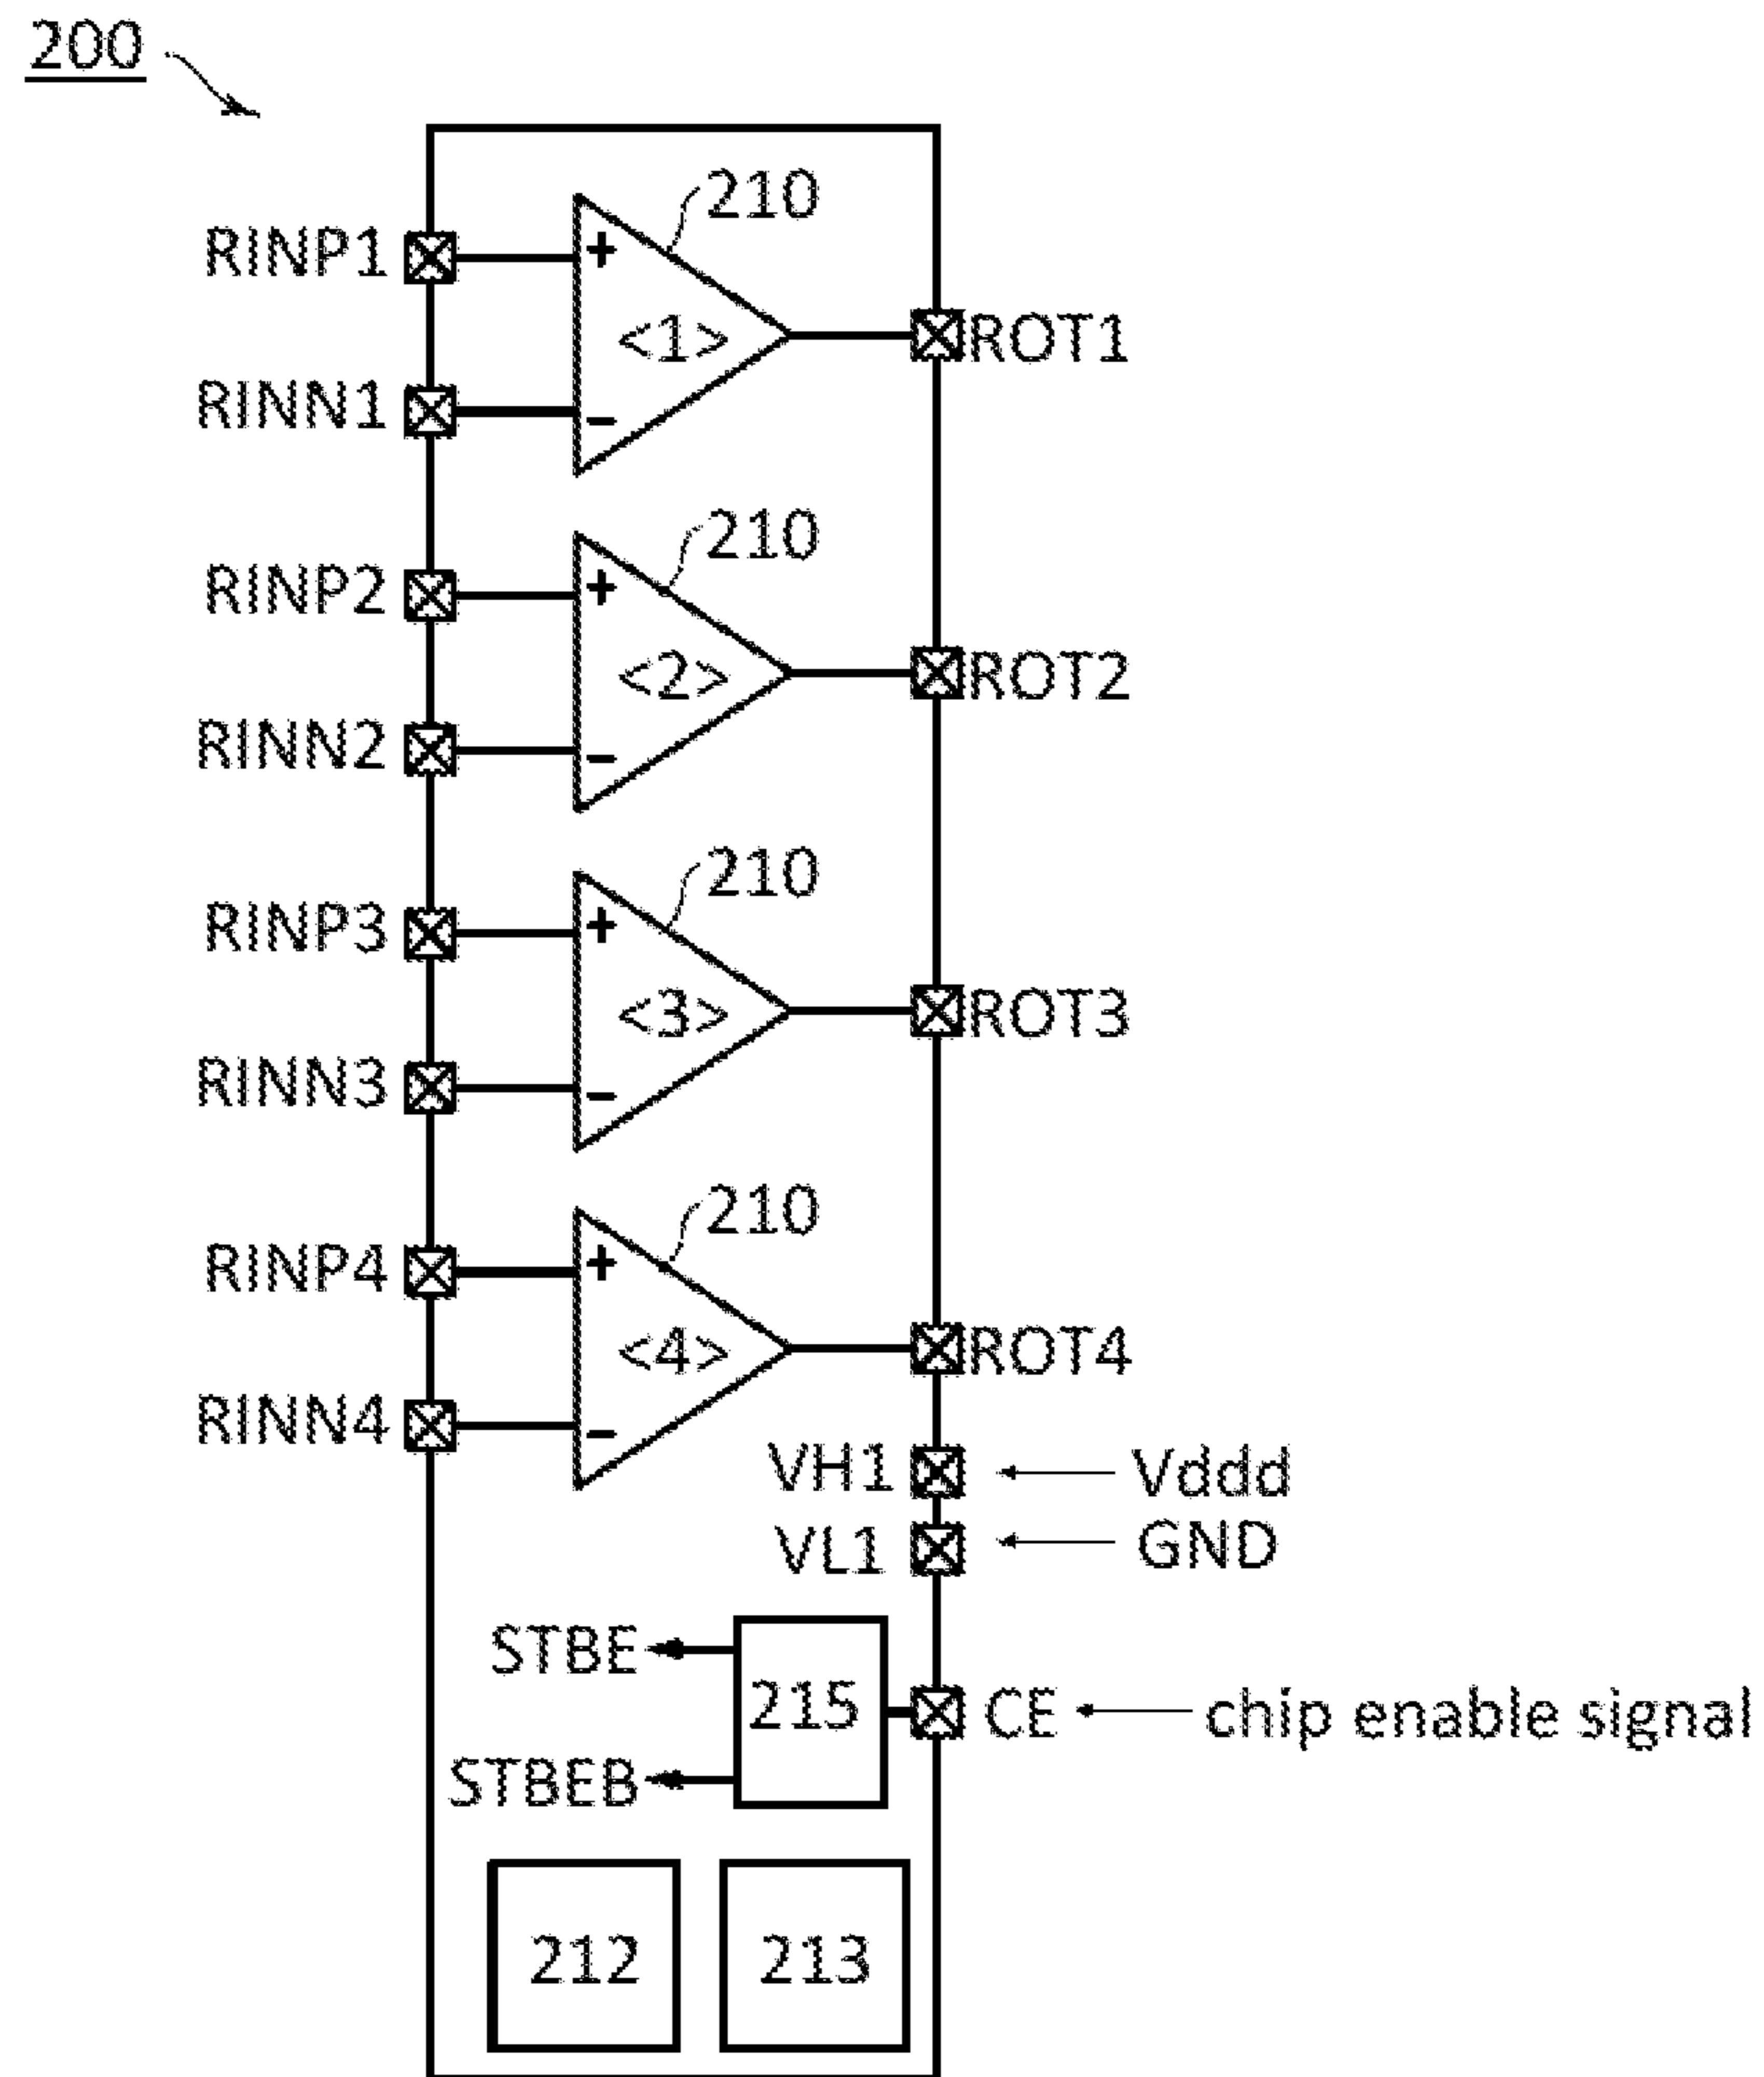 200
210
RINP1
+
<1>
ROT1
RINN1
−
210
RINP2
+
<2>
ROT2
RINN2
−
210
RINP3
+
<3>
ROT3
RINN3
−
210
RINP4
+
<4>
ROT4
RINN4
−
VH1 Vddd
VL1 GND
STBE
215 CE chip enable signal
STBEB
212 213